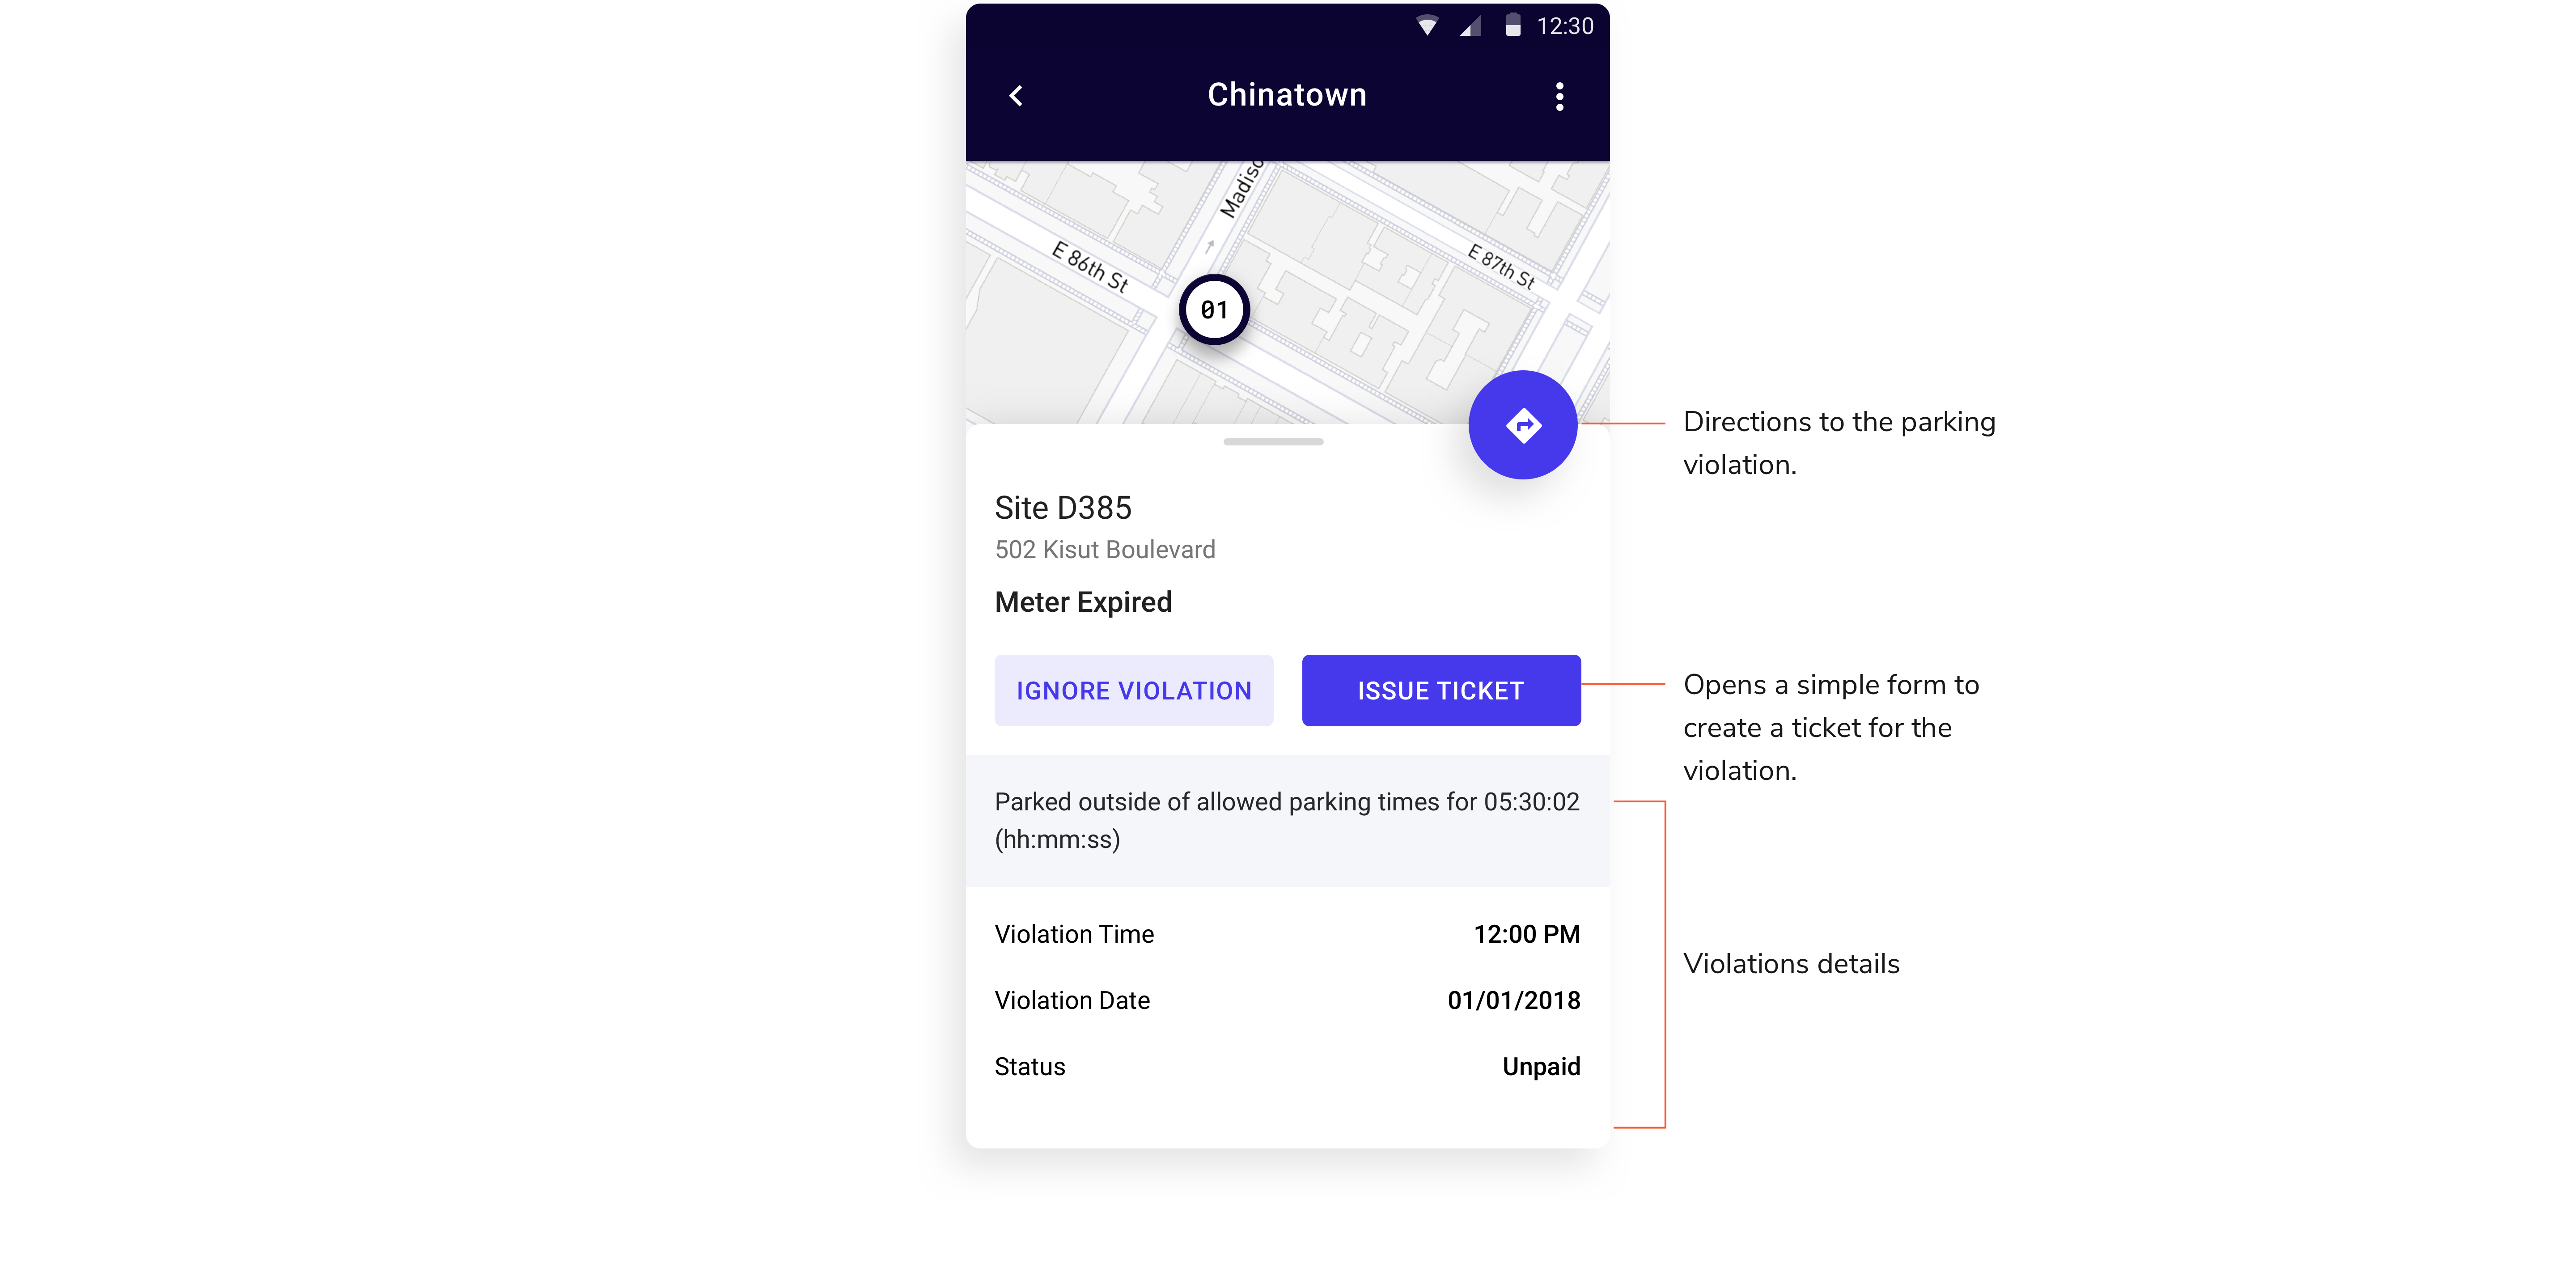 12:30
Chinatown
Madiso
E 86th St
E 87th St
01
Directions to the parking
violation.
Site D385
502 Kisut Boulevard
Meter Expired
IGNORE VIOLATION
ISSUE TICKET
Opens a simple form to
create a ticket for the
violation.
Parked outside of allowed parking times for 05:30:02
(hh:mm:ss)
Violation Time
12:00 PM
Violations details
Violation Date
01/01/2018
Status
Unpaid